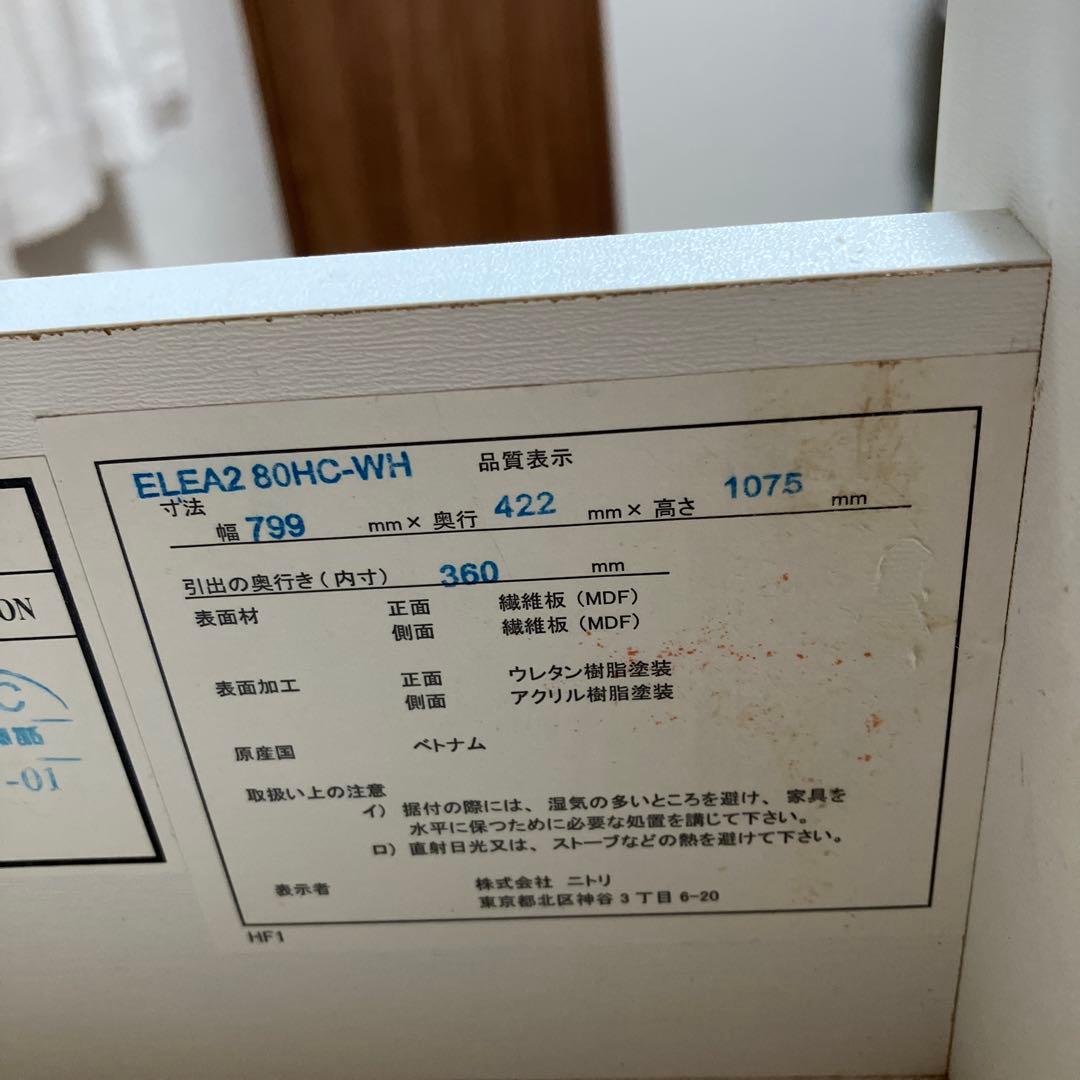 ELEA2 80HC-WH 品質表示
寸法
幅 799 mm× 奥行 422 mm× 高さ 1075 mm
引出の奥行き(内寸) 360 mm
表面材 正面 繊維板(MDF)
側面 繊維板(MDF)
表面加工 正面 ウレタン樹脂塗装
側面 アクリル樹脂塗装
原産国 ベトナム
取扱い上の注意
イ) 据付の際には、湿気の多いところを避け、家具を
水平に保つために必要な処置を講じて下さい。
ロ) 直射日光又は、ストーブなどの熱を避けて下さい。
表示者 株式会社 ニトリ
東京都北区神谷3丁目6-20
HF1
ON
C
-01